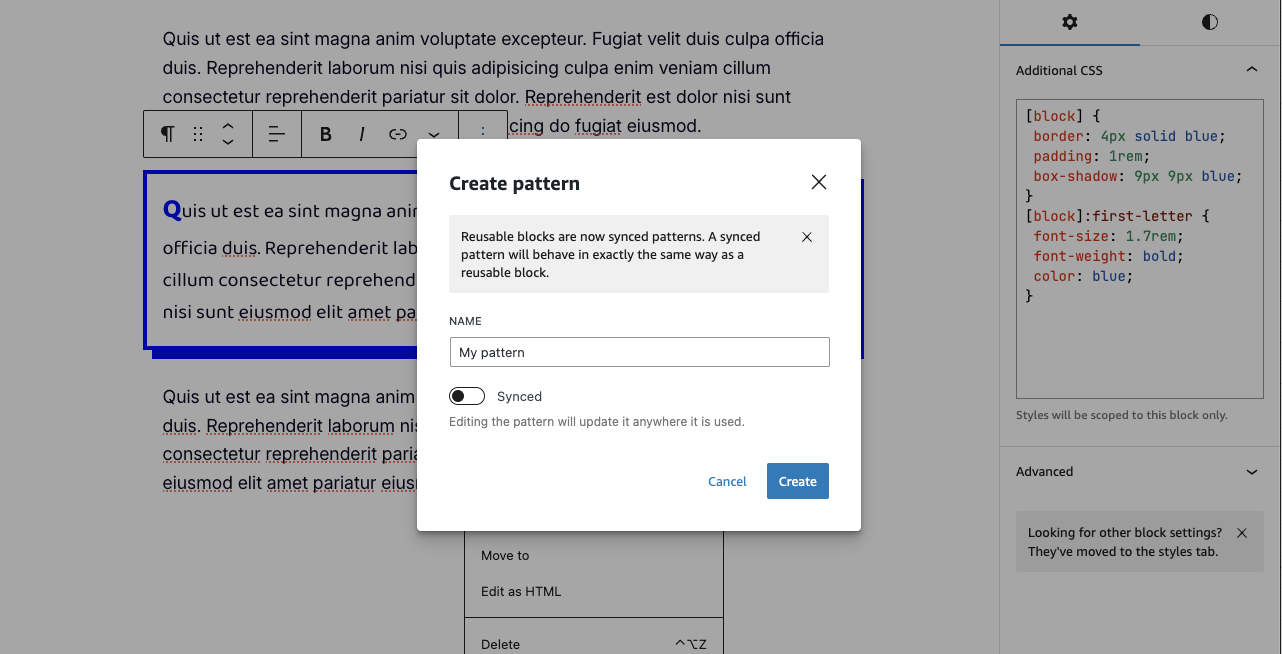 Quis ut est ea sint magna anim voluptate excepteur. Fugiat velit duis culpa officia
duis. Reprehenderit laborum nisi quis adipisicing culpa enim veniam cillum
consectetur reprehenderit pariatur sit dolor. Reprehenderit est dolor nisi sunt
cing do fugiat eiusmod.
B I
Quis ut est ea sint magna anim
officia duis. Reprehenderit lab
cillum consectetur reprehend
nisi sunt eiusmod elit amet pa
Quis ut est ea sint magna anim
duis. Reprehenderit laborum nis
consectetur reprehenderit paria
eiusmod elit amet pariatur eiusm
Create pattern
Reusable blocks are now synced patterns. A synced
pattern will behave in exactly the same way as a
reusable block.
NAME
My pattern
Synced
Editing the pattern will update it anywhere it is used.
Cancel
Create
Move to
Edit as HTML
Delete ⌃⌥Z
Additional CSS
[block] {
border: 4px solid blue;
padding: 1rem;
box-shadow: 9px 9px blue;
}
[block]:first-letter {
font-size: 1.7rem;
font-weight: bold;
color: blue;
}
Styles will be scoped to this block only.
Advanced
Looking for other block settings?
They've moved to the styles tab.